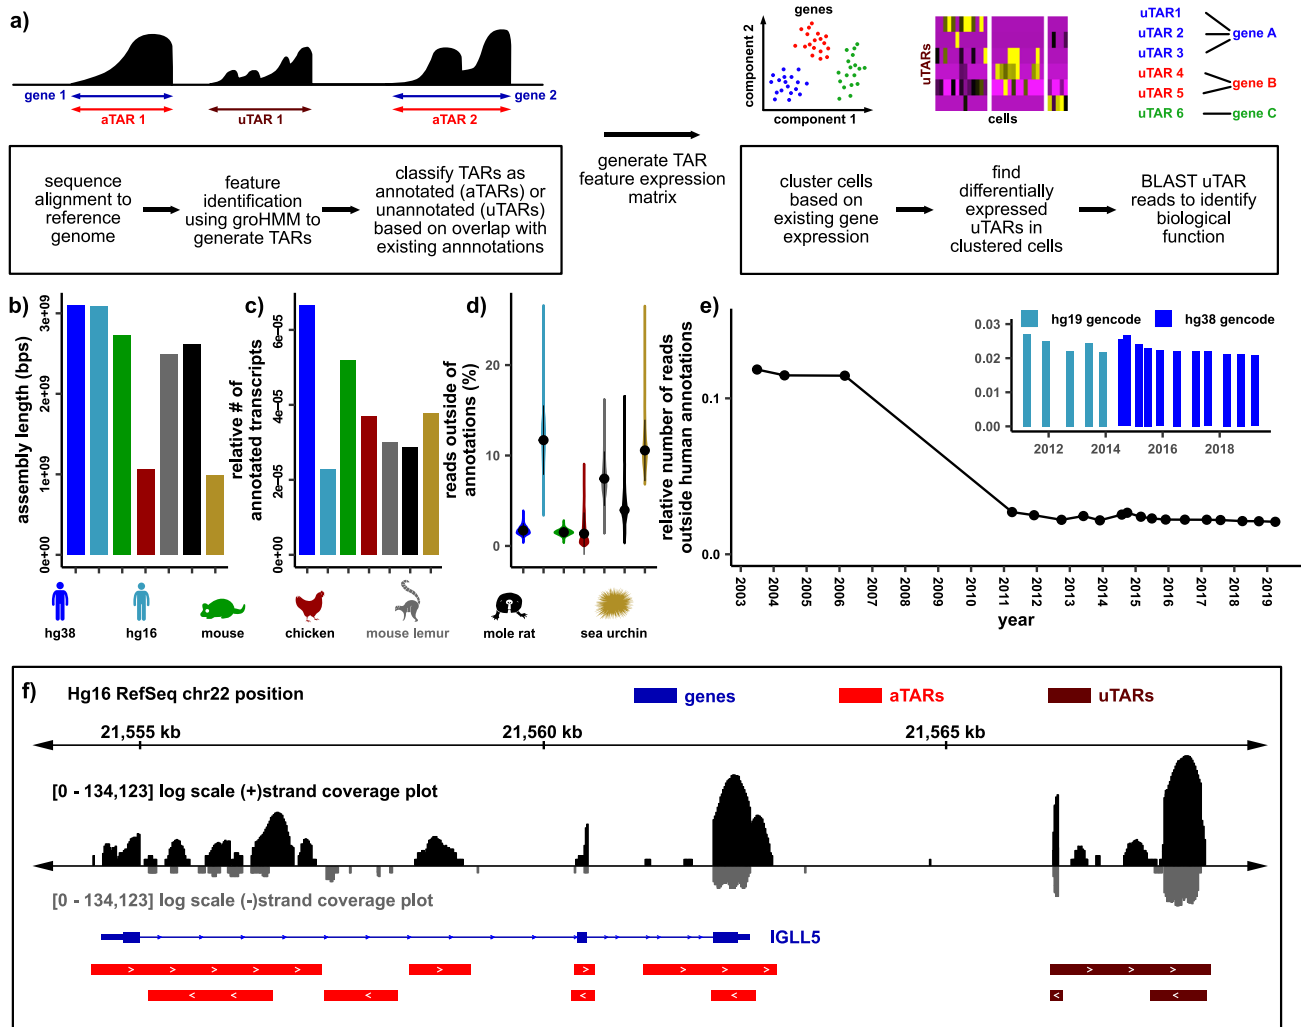 a)
gene 1
aTAR 1
uTAR 1
gene 2
aTAR 2
sequence
alignment to
reference
genome
feature
identification
using groHMM to
generate TARs
classify TARs as
annotated (aTARs) or
unannotated (uTARs)
based on overlap with
existing annnotations
generate TAR
feature expression
matrix
genes
component 2
component 1
uTARs
cells
uTAR1
uTAR 2
uTAR 3
uTAR 4
uTAR 5
uTAR 6
gene A
gene B
gene C
cluster cells
based on
existing gene
expression
find
differentially
expressed
uTARs in
clustered cells
BLAST uTAR
reads to identify
biological
function
b)
assembly length (bps)
0e+00
1e+09
2e+09
3e+09
c)
relative # of
annotated transcripts
0e+00
2e-05
4e-05
6e-05
d)
reads outside of
annotations (%)
0
10
20
e)
relative number of reads
outside human annotations
0.0
0.1
2003
2004
2005
2006
2007
2008
2009
2010
2011
2012
2013
2014
2015
2016
2017
2018
2019
year
hg19 gencode
hg38 gencode
0.03
0.02
0.01
0.00
2012
2014
2016
2018
hg38
hg16
mouse
chicken
mouse lemur
mole rat
sea urchin
f)
Hg16 RefSeq chr22 position
genes
aTARs
uTARs
21,555 kb
21,560 kb
21,565 kb
[0 - 134,123] log scale (+)strand coverage plot
[0 - 134,123] log scale (-)strand coverage plot
IGLL5